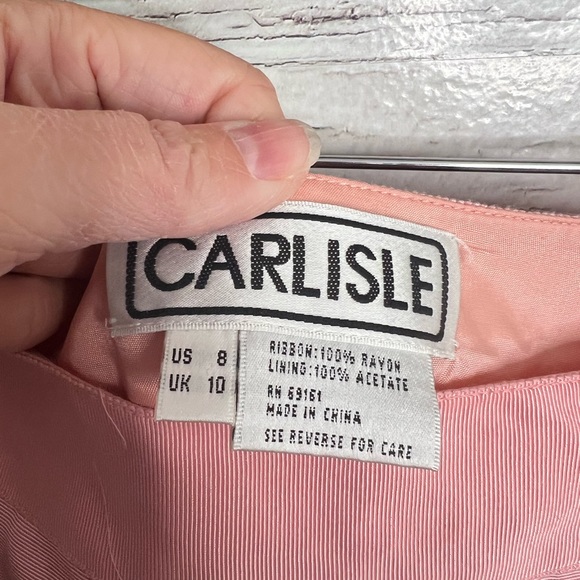 CARLISLE
US 8
UK 10
RIBBON:100% RAYON
LINING:100% ACETATE
RN 69161
MADE IN CHINA
SEE REVERSE FOR CARE